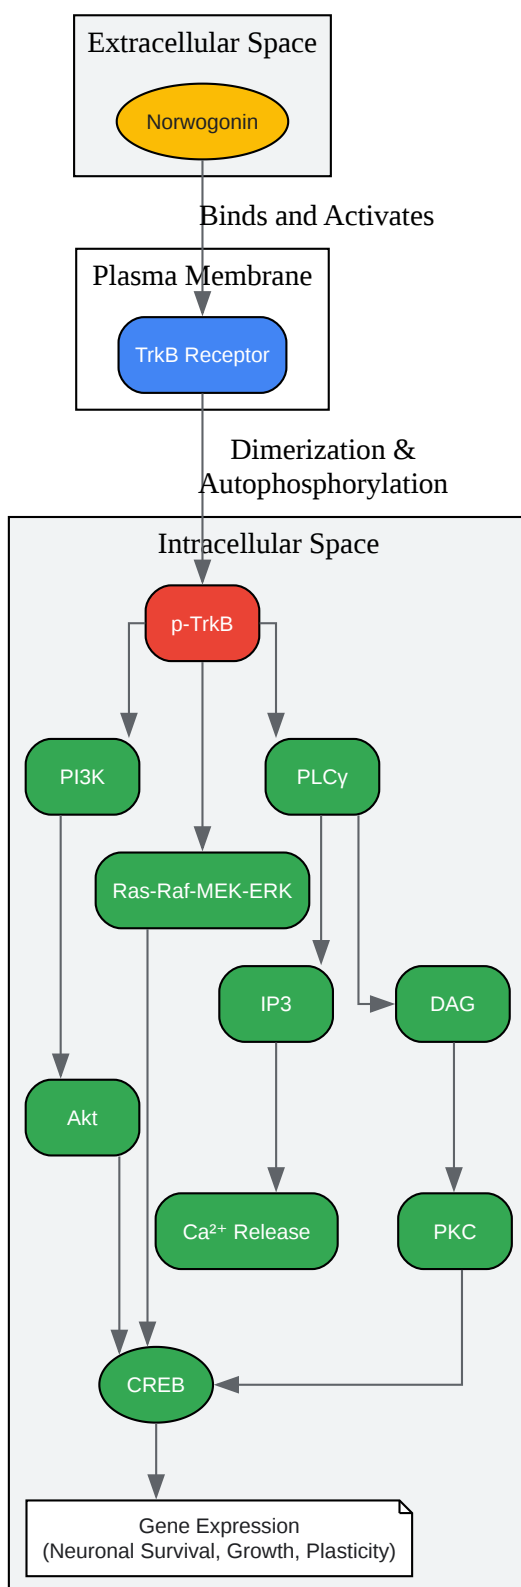 Extracellular Space
Norwogonin
Binds and Activates
Plasma Membrane
TrkB Receptor
Dimerization &
Autophosphorylation
Intracellular Space
p-TrkB
PI3K
PLCγ
Ras-Raf-MEK-ERK
IP3
DAG
Akt
Ca²⁺ Release
PKC
CREB
Gene Expression
(Neuronal Survival, Growth, Plasticity)